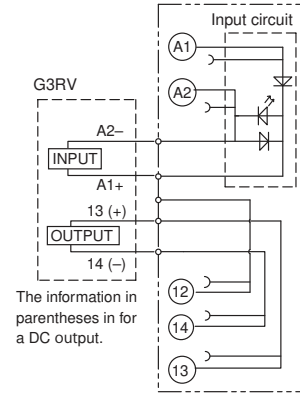 Input circuit
A1
A2
G3RV
A2–
INPUT
A1+
13 (+)
OUTPUT
14 (–)
12
14
13
The information in
parentheses in for
a DC output.